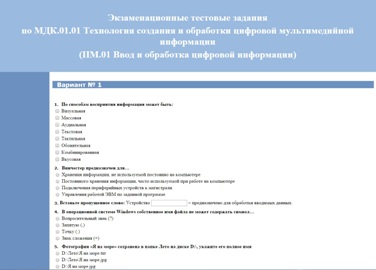 Экзаменационные тестовые задания
по МДК.01.01 Технология создания и обработки цифровой мультимедийной
информации
(ПМ.01 Ввод и обработка цифровой информации)
Вариант № 1
1. По способам восприятия информация может быть:
Визуальная
Массовая
Аудиальная
Текстовая
Тактильная
Обонятельная
Комбинированная
Вкусовая
2. Винчестер предназначен для…
Хранения информации, не используемой постоянно на компьютере
Постоянного хранения информации, часто используемой при работе на компьютере
Подключения периферийных устройств к магистрали
Управления работой ЭВМ по заданной программе
3. Вставьте пропущенное слово: Устройства – предназначено для обработки вводимых данных
4. В операционной системе Windows собственное имя файла не может содержать символ…
Вопросительный знак (?)
Запятую (,)
Точку (.)
Знак сложения (+)
5. Фотография «Я на море» сохранена в папке Лето на диске D:\, укажите его полное имя
D:\Лето\Я на море.txt
D:\Лето\Я на море.jpg
D:\Я на море.jpg